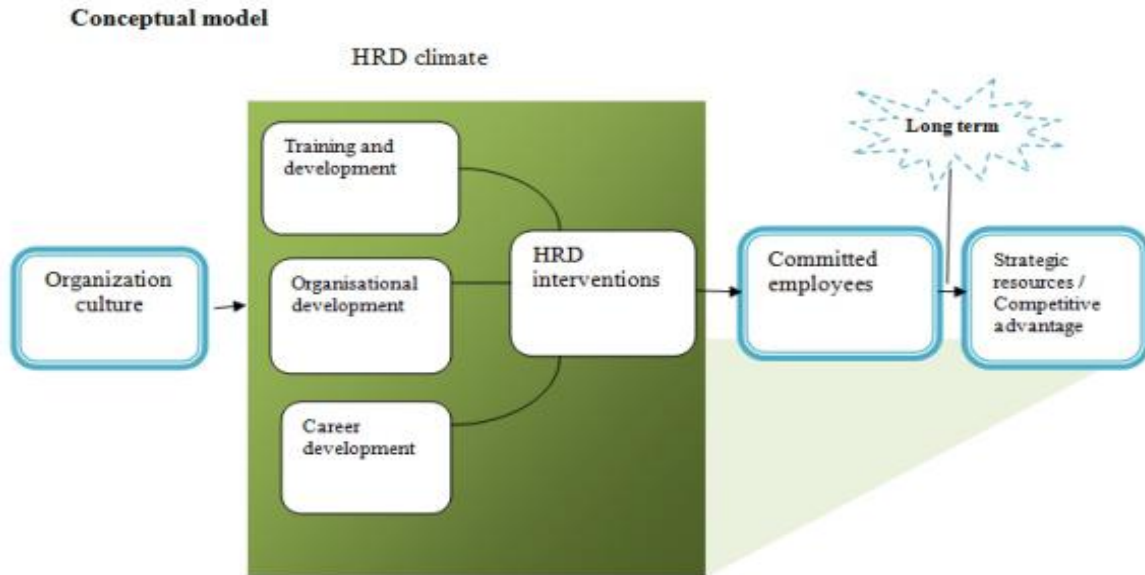 Conceptual model
HRD climate
Long term
Training and
development
Organization
culture
Organisational
development
Career
development
HRD
interventions
Committed
employees
Strategic
resources /
Competitive
advantage